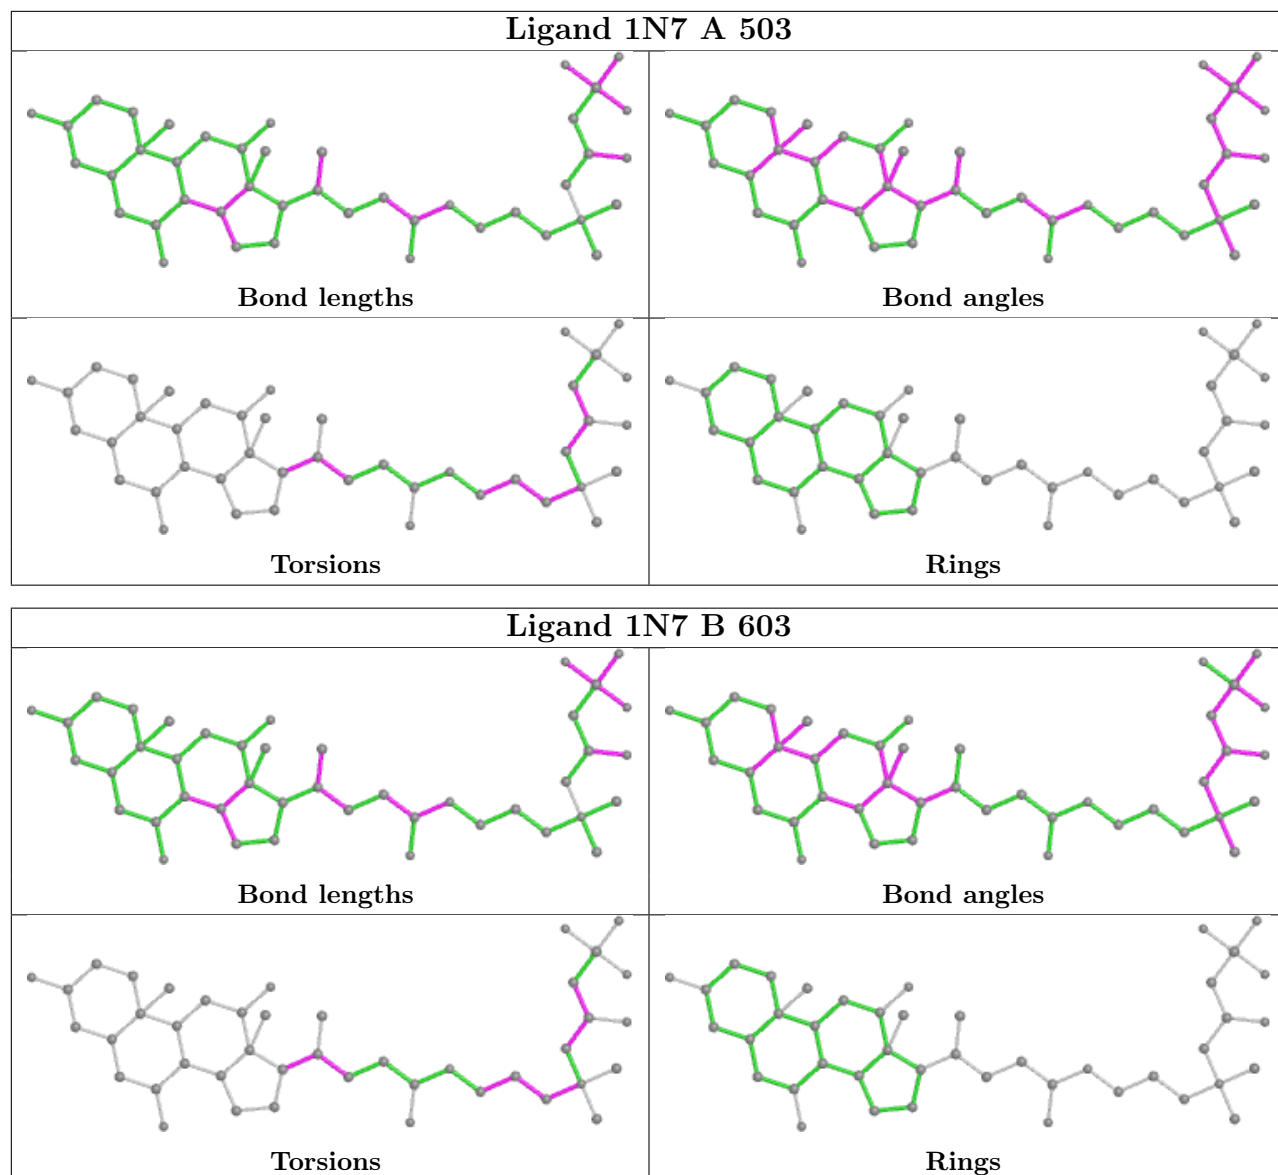 Ligand 1N7 A 503
Bond lengths
Bond angles
Torsions
Rings
Ligand 1N7 B 603
Bond lengths
Bond angles
Torsions
Rings